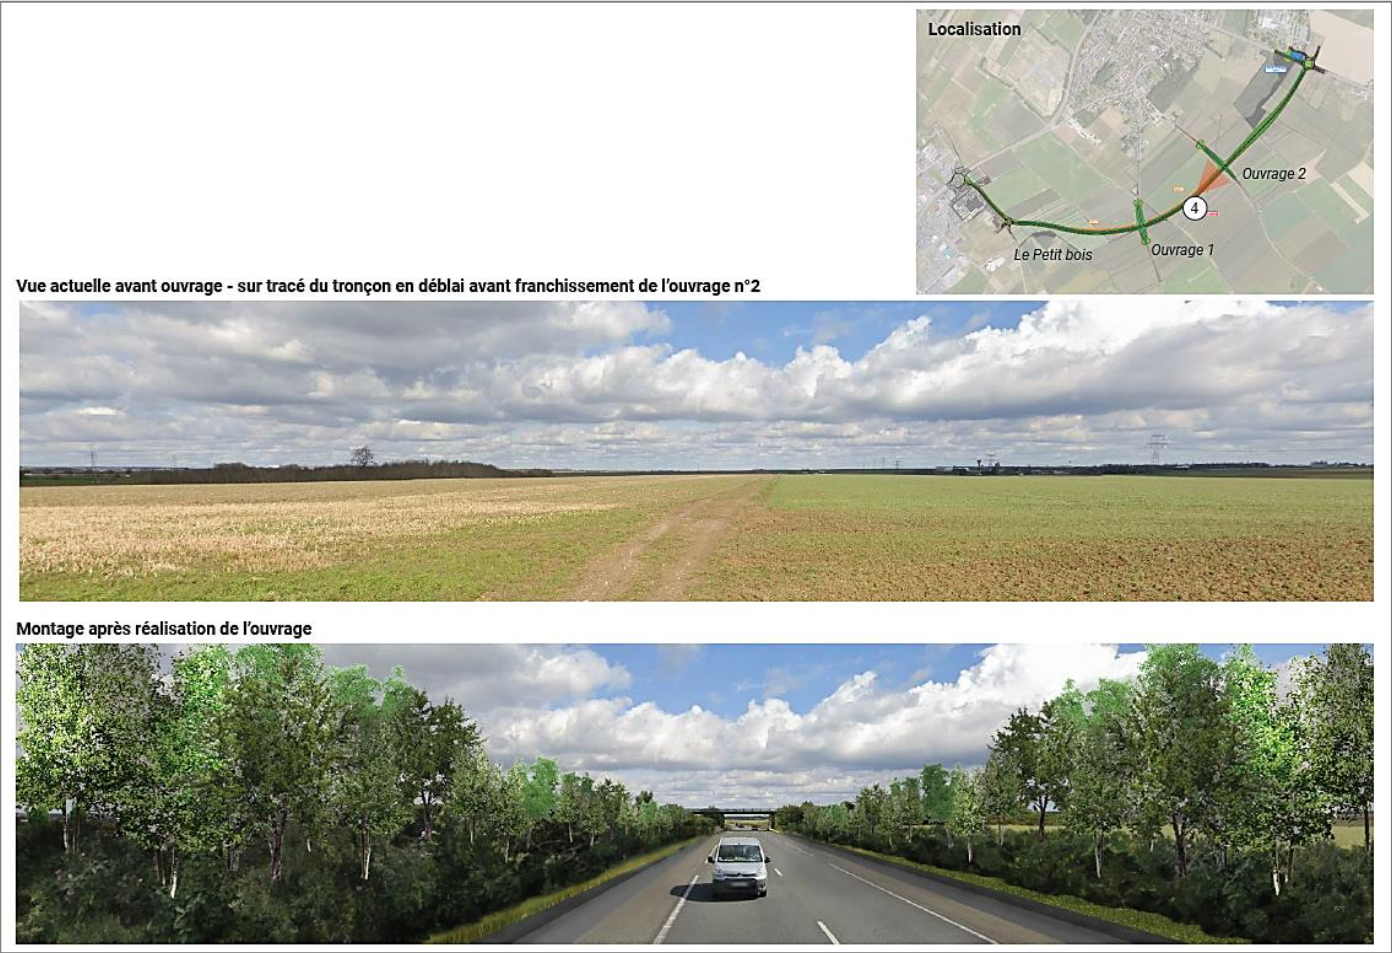 Localisation
Ouvrage 2
4
Ouvrage 1
Le Petit bois
Vue actuelle avant ouvrage - sur tracé du tronçon en déblai avant franchissement de l'ouvrage n°2
Montage après réalisation de l'ouvrage